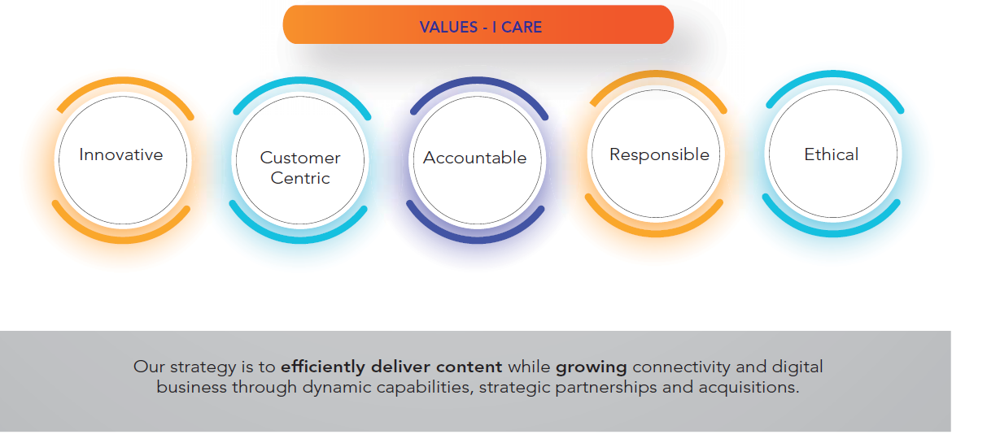 VALUES - I CARE
Innovative
Customer
Centric
Accountable
Responsible
Ethical
Our strategy is to efficiently deliver content while growing connectivity and digital
business through dynamic capabilities, strategic partnerships and acquisitions.